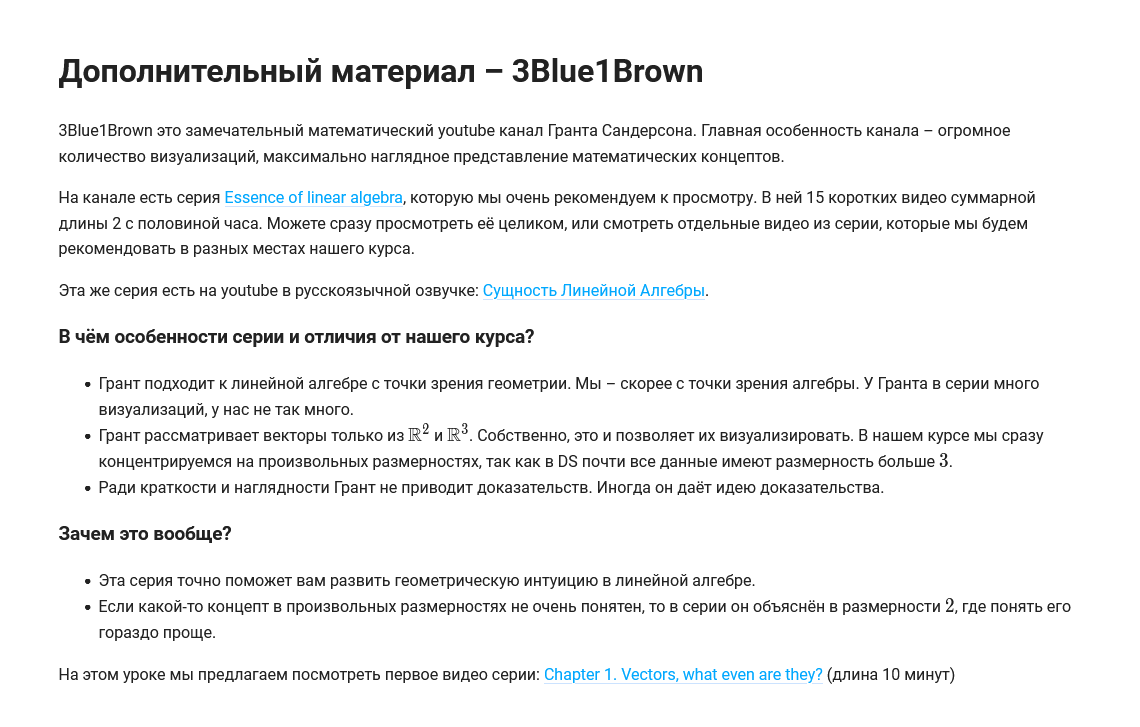 Дополнительный материал – 3Blue1Brown
3Blue1Brown это замечательный математический youtube канал Гранта Сандерсона. Главная особенность канала – огромное
количество визуализаций, максимально наглядное представление математических концептов.
На канале есть серия Essence of linear algebra, которую мы очень рекомендуем к просмотру. В ней 15 коротких видео суммарной
длины 2 с половиной часа. Можете сразу просмотреть её целиком, или смотреть отдельные видео из серии, которые мы будем
рекомендовать в разных местах нашего курса.
Эта же серия есть на youtube в русскоязычной озвучке: Сущность Линейной Алгебры.
В чём особенности серии и отличия от нашего курса?
• Грант подходит к линейной алгебре с точки зрения геометрии. Мы – скорее с точки зрения алгебры. У Гранта в серии много
визуализаций, у нас не так много.
• Грант рассматривает векторы только из ℝ² и ℝ³. Собственно, это и позволяет их визуализировать. В нашем курсе мы сразу
концентрируемся на произвольных размерностях, так как в DS почти все данные имеют размерность больше 3.
• Ради краткости и наглядности Грант не приводит доказательств. Иногда он даёт идею доказательства.
Зачем это вообще?
• Эта серия точно поможет вам развить геометрическую интуицию в линейной алгебре.
• Если какой-то концепт в произвольных размерностях не очень понятен, то в серии он объяснён в размерности 2, где понять его
гораздо проще.
На этом уроке мы предлагаем посмотреть первое видео серии: Chapter 1. Vectors, what even are they? (длина 10 минут)